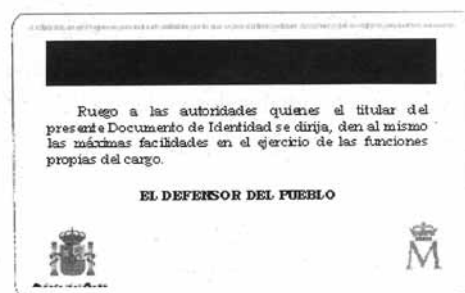 Ruego a las autoridades quienes el titular del
presente Documento de Identidad se dirija, den al mismo
las máximas facilidades en el ejercicio de las funciones
propias del cargo.
EL DEFENSOR DEL PUEBLO
M